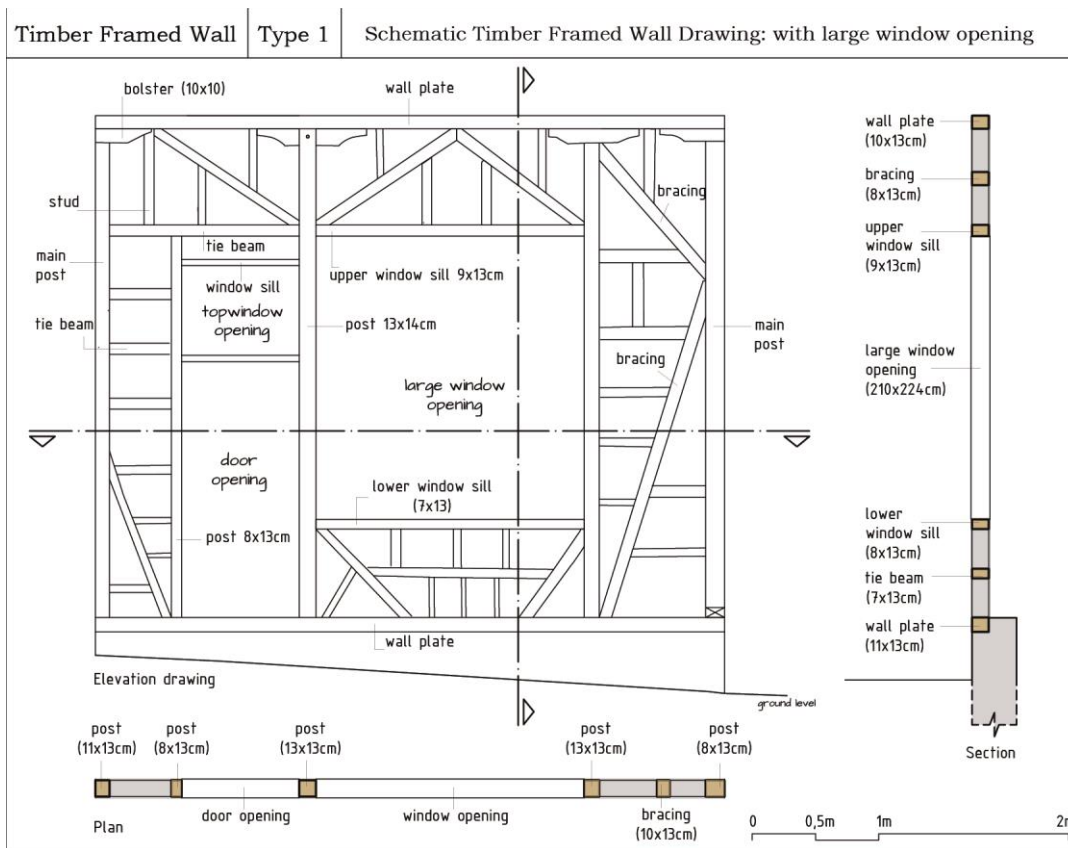 Timber Framed Wall
Type 1
Schematic Timber Framed Wall Drawing: with large window opening
bolster (10x10)
wall plate
stud
main
post
tie beam
tie beam
window sill
topwindow
opening
upper window sill 9x13cm
post 13x14cm
bracing
bracing
main
post
large window
opening
door
opening
lower window sill
(7x13)
post 8x13cm
wall plate
Elevation drawing
ground level
wall plate
(10x13cm)
bracing
(8x13cm)
upper
window sill
(9x13cm)
large window
opening
(210x224cm)
lower
window sill
(8x13cm)
tie beam
(7x13cm)
wall plate
(11x13cm)
Section
post
(11x13cm)
post
(8x13cm)
post
(13x13cm)
post
(13x13cm)
post
(8x13cm)
door opening
window opening
bracing
(10x13cm)
Plan
0 0,5m 1m 2m